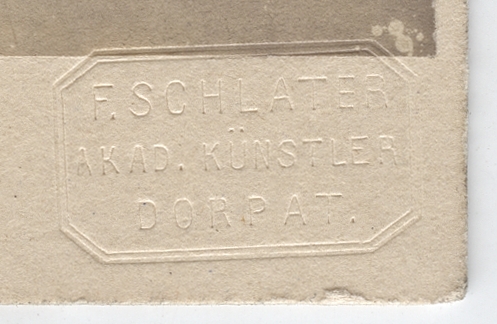 F. SCHLATER
AKAD. KÜNSTLER
DORPAT.